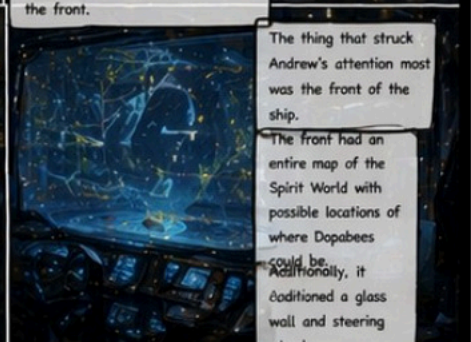 the front.
The thing that struck
Andrew's attention most
was the front of the
ship.
The front had an
entire map of the
Spirit World with
possible locations of
where Dopabees
could be.
Additionally, it
a glass
wall and steering